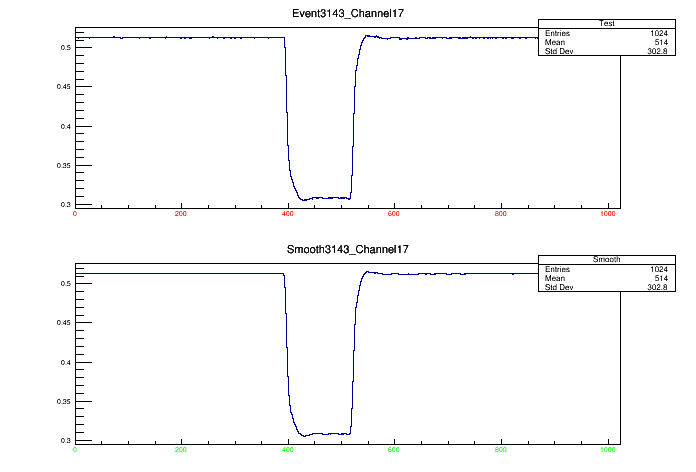 Event3143_Channel17
Test
Entries 1024
Mean 514
Std Dev 302.8
0.5
0.45
0.4
0.35
0.3
0 200 400 600 800 1000
Smooth3143_Channel17
Smooth
Entries 1024
Mean 514
Std Dev 302.8
0.5
0.45
0.4
0.35
0.3
0 200 400 600 800 1000